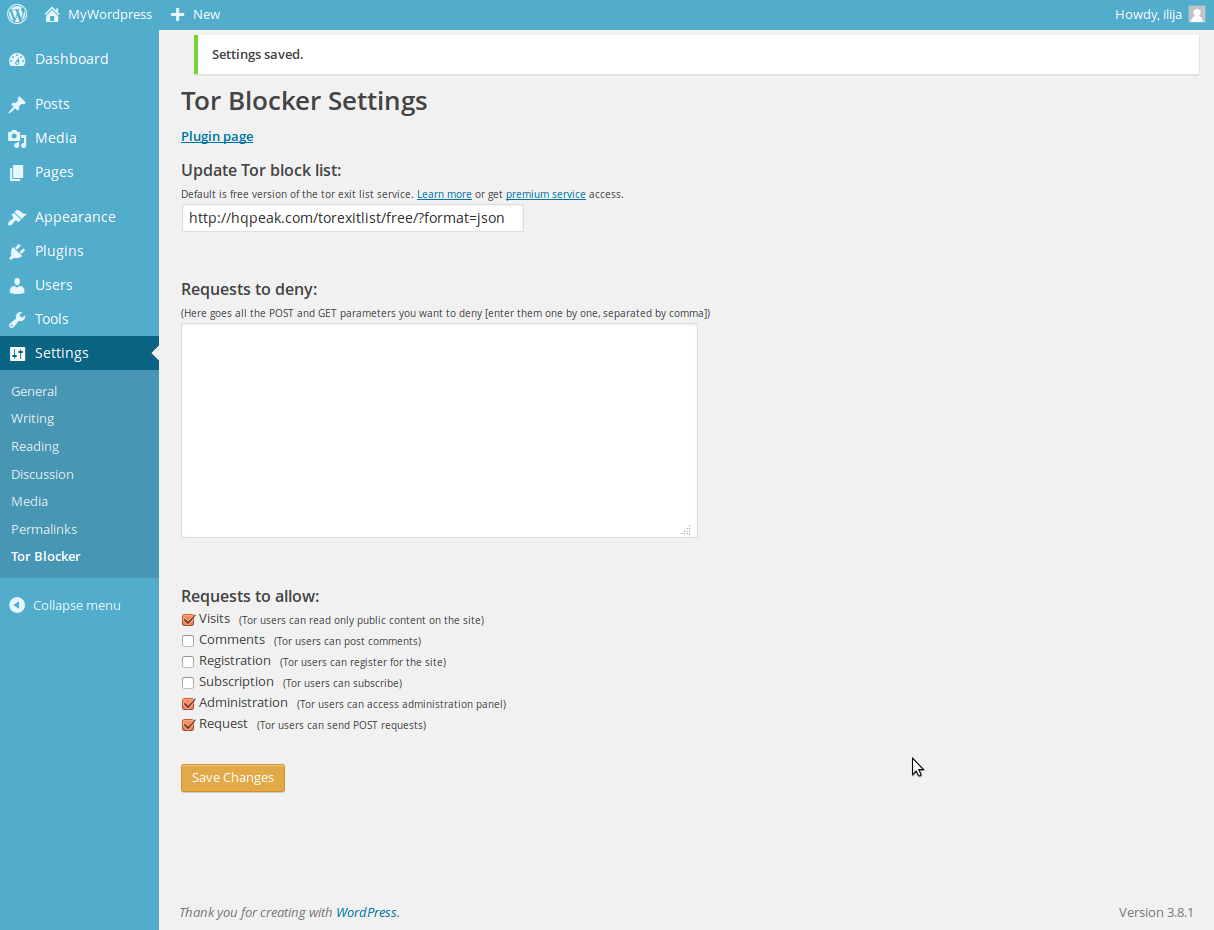 MyWordpress New Howdy, ilija
Dashboard
Posts
Media
Pages
Appearance
Plugins
Users
Tools
Settings
General
Writing
Reading
Discussion
Media
Permalinks
Tor Blocker
Collapse menu
Settings saved.
Tor Blocker Settings
Plugin page
Update Tor block list:
Default is free version of the tor exit list service. Learn more or get premium service access.
http://hqpeak.com/torexitlist/free/?format=json
Requests to deny:
(Here goes all the POST and GET parameters you want to deny [enter them one by one, separated by comma])
Requests to allow:
Visits (Tor users can read only public content on the site)
Comments (Tor users can post comments)
Registration (Tor users can register for the site)
Subscription (Tor users can subscribe)
Administration (Tor users can access administration panel)
Request (Tor users can send POST requests)
Save Changes
Thank you for creating with WordPress. Version 3.8.1